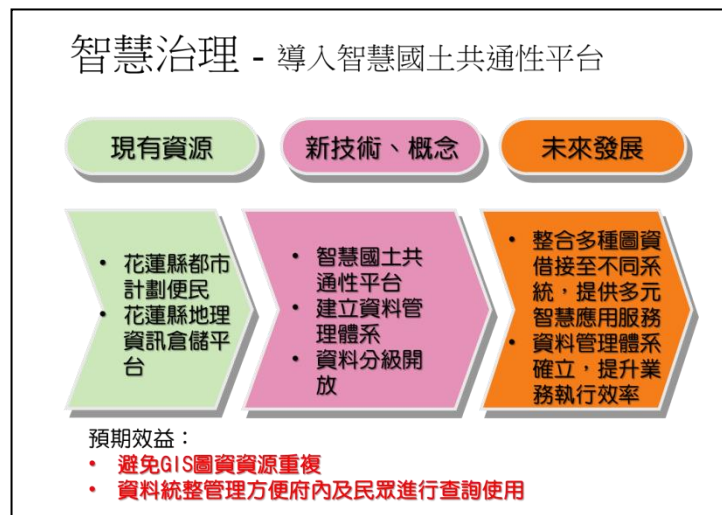 智慧治理 - 導入智慧國土共通性平台
現有資源
新技術、概念
未來發展
• 花蓮縣都市
計劃便民
• 花蓮縣地理
資訊倉儲平
台
• 智慧國土共
通性平台
• 建立資料管
理體系
• 資料分級開
放
• 整合多種圖資
借接至不同系
統，提供多元
智慧應用服務
• 資料管理體系
確立，提升業
務執行效率
預期效益：
• 避免GIS圖資資源重複
• 資料統整管理方便府內及民眾進行查詢使用